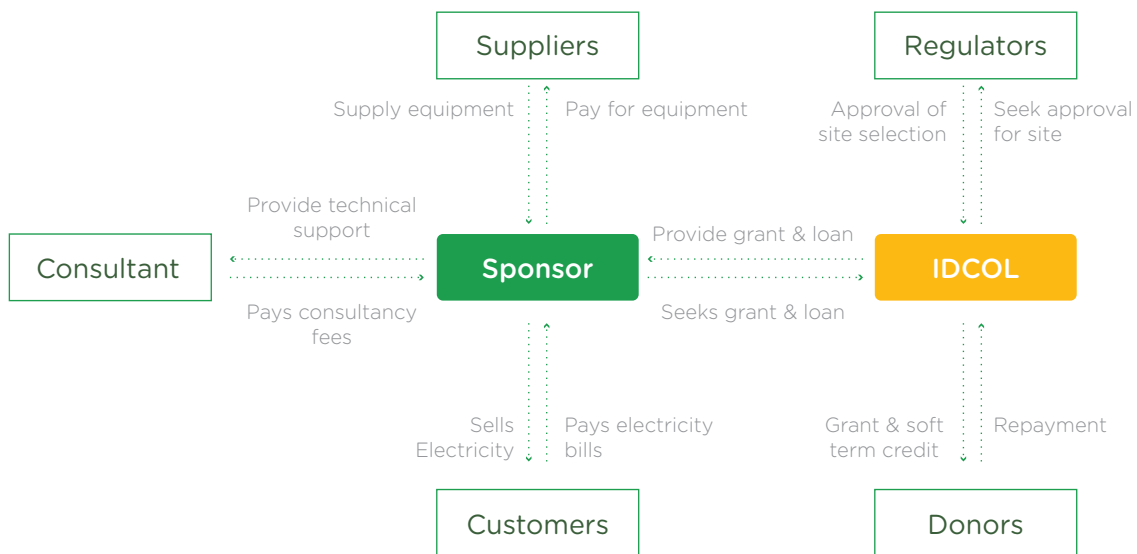 Suppliers
Regulators
Supply equipment
Pay for equipment
Approval of
site selection
Seek approval
for site
Provide technical
support
Provide grant & loan
Consultant
Sponsor
IDCOL
Pays consultancy
fees
Seeks grant & loan
Sells
Electricity
Pays electricity
bills
Grant & soft
term credit
Repayment
Customers
Donors